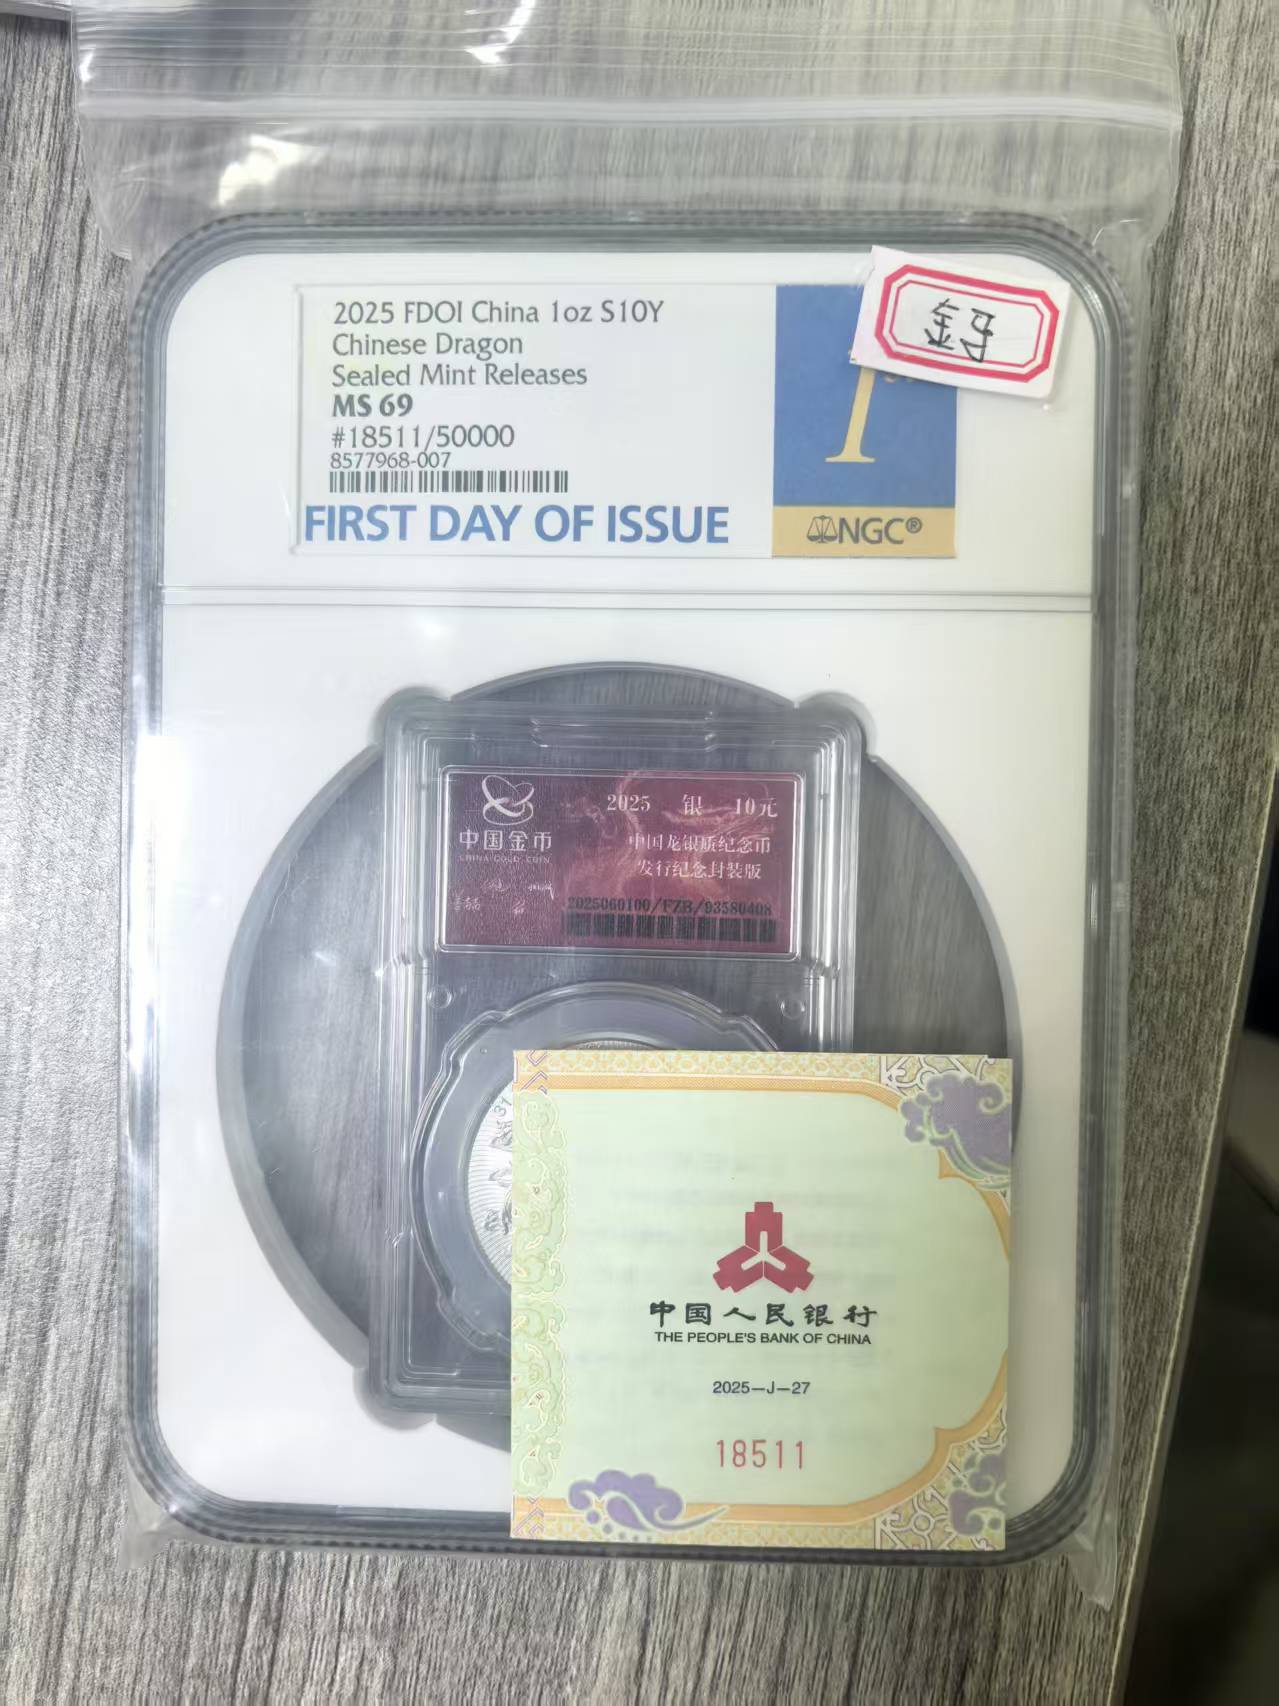 2025 FDOI China 1oz S10Y
Chinese Dragon
Sealed Mint Releases
MS 69
#18511/50000
8577968-007
FIRST DAY OF ISSUE
1
NGC®
中国金币
CHINA GOLD COIN
2025 银 10元
中国龙银质纪念币
发行纪念封装版
2025060100/FZB/03580408
31
中国人民银行
THE PEOPLE'S BANK OF CHINA
2025—J—27
18511